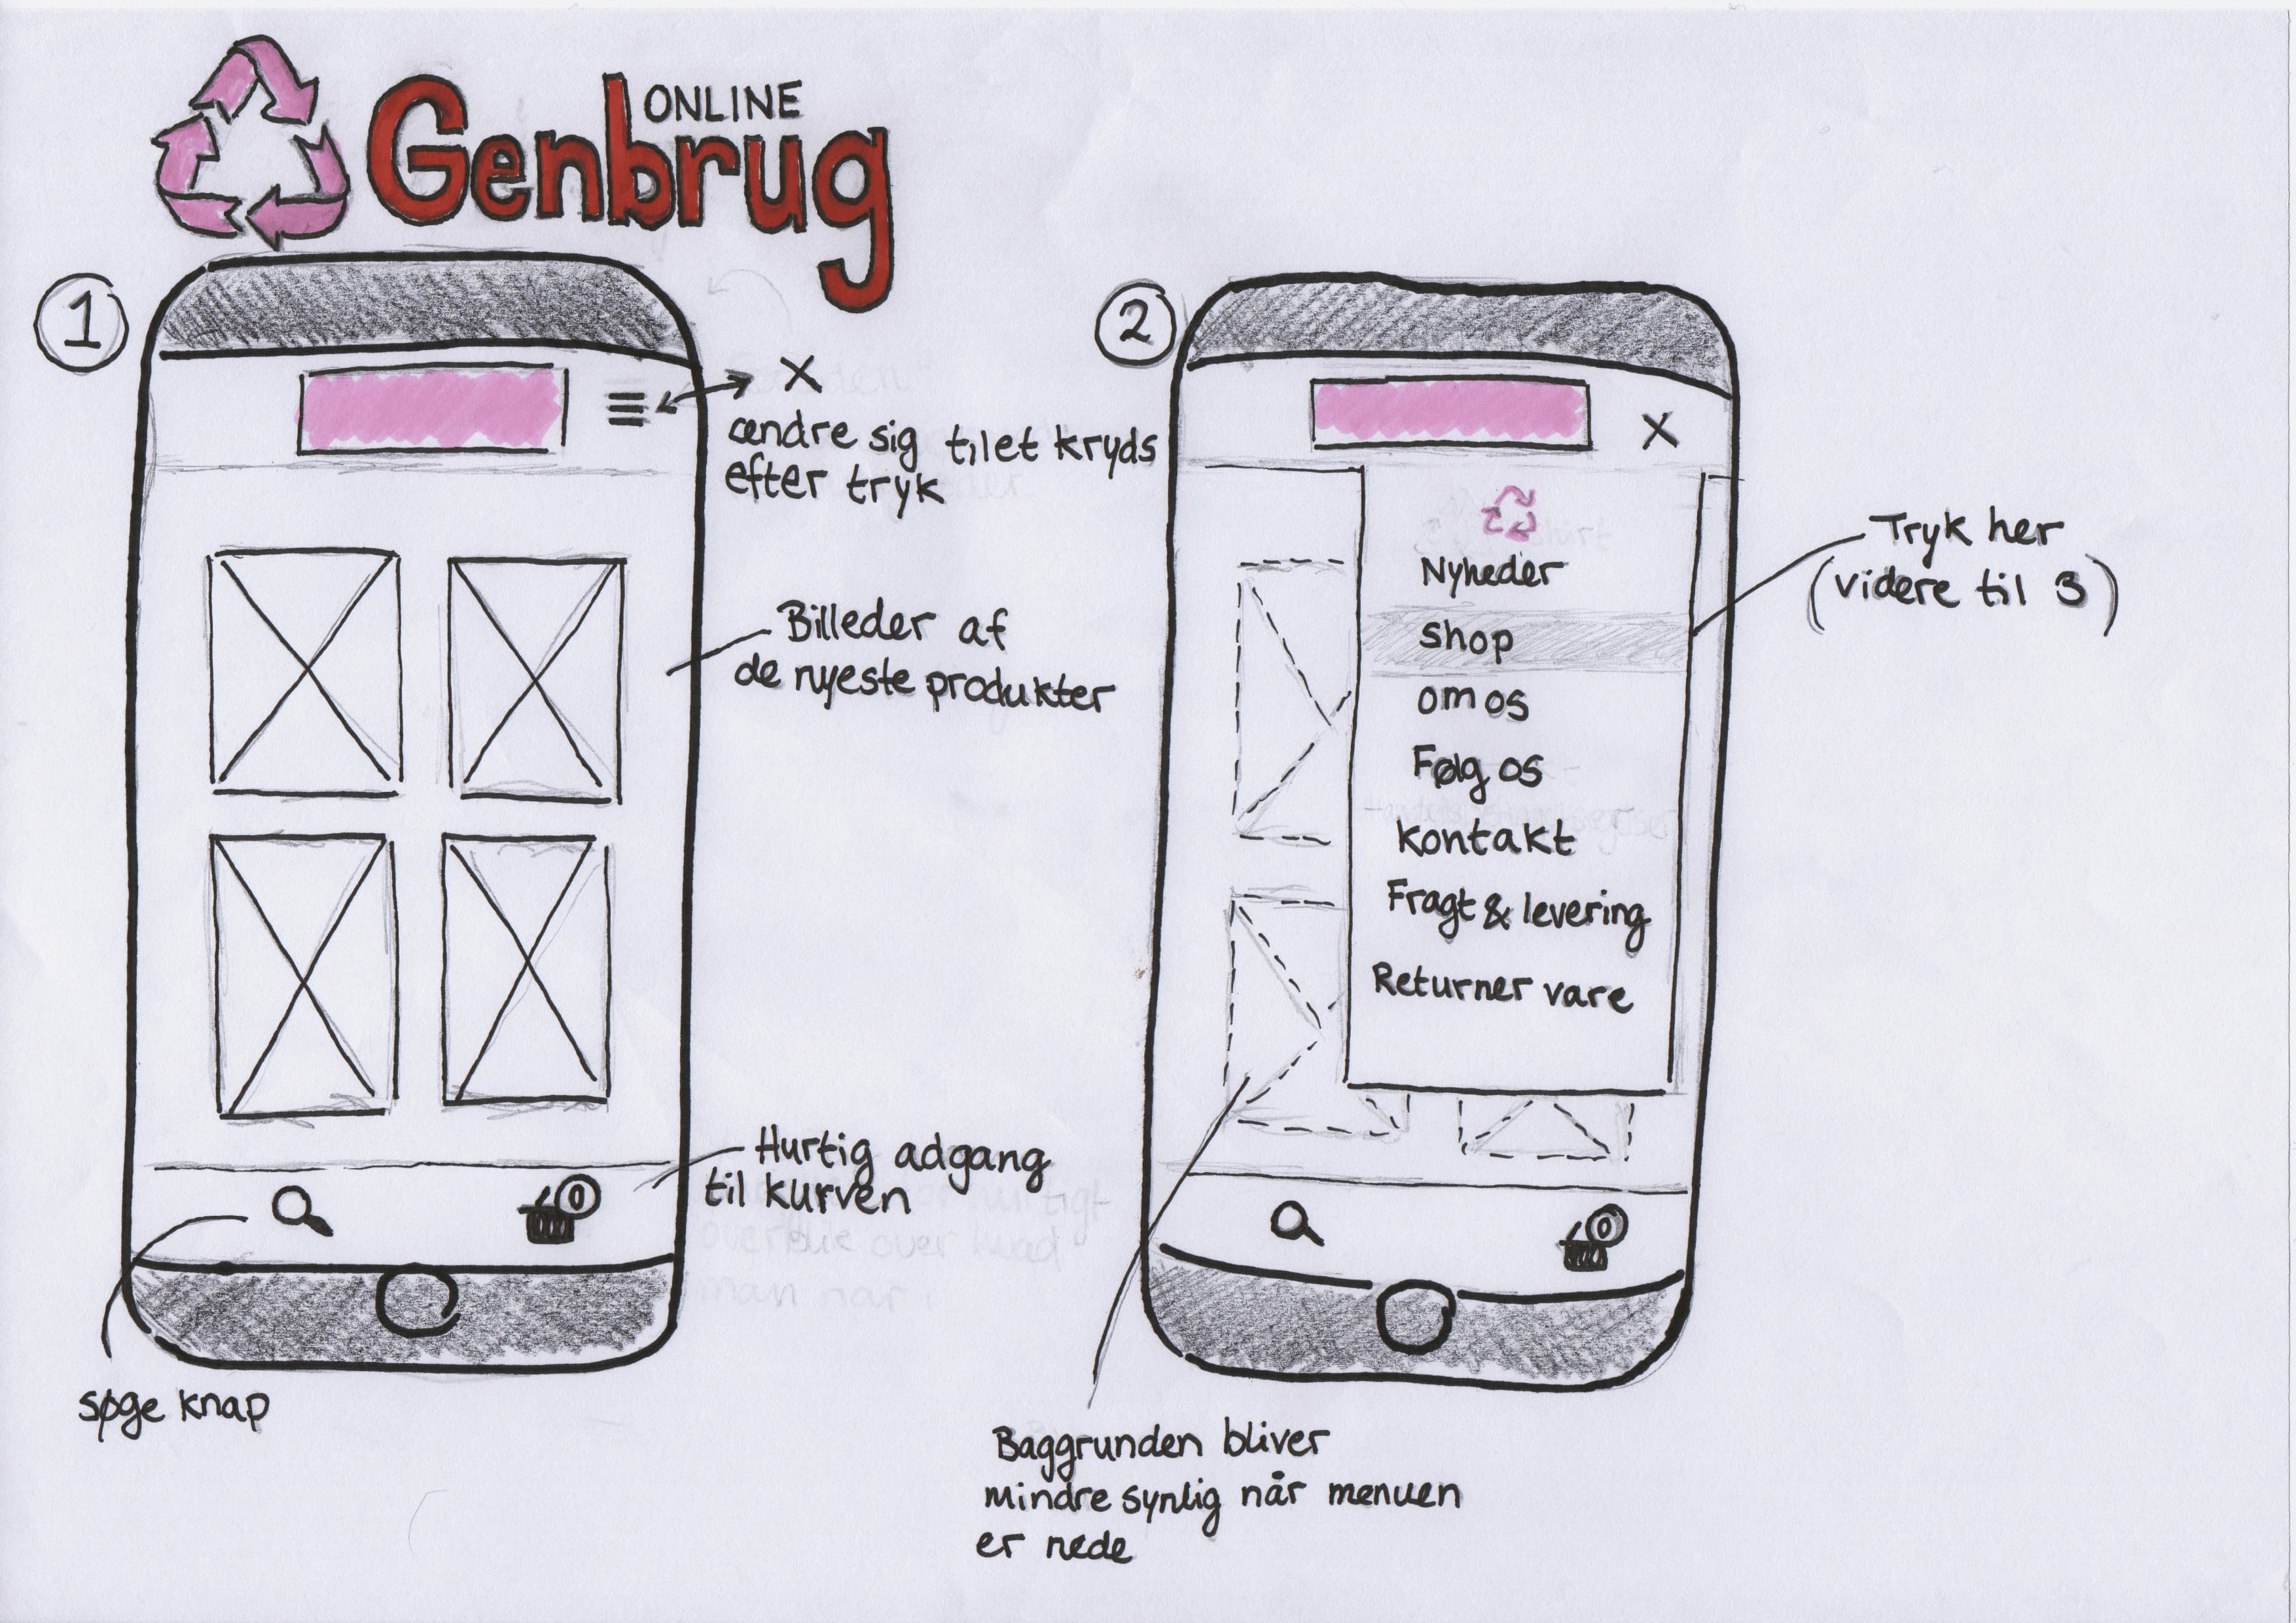 ONLINE
Genbrug
1
X
ændre sig til et kryds
efter tryk
Billeder af
de nyeste produkter
Hurtig adgang
til kurven
0
søge knap
2
X
Nyheder
Shop
om os
Følg os
kontakt
Fragt & levering
Returner vare
0
Tryk her
(videre til 3)
Baggrunden bliver
mindre synlig når menuen
er nede